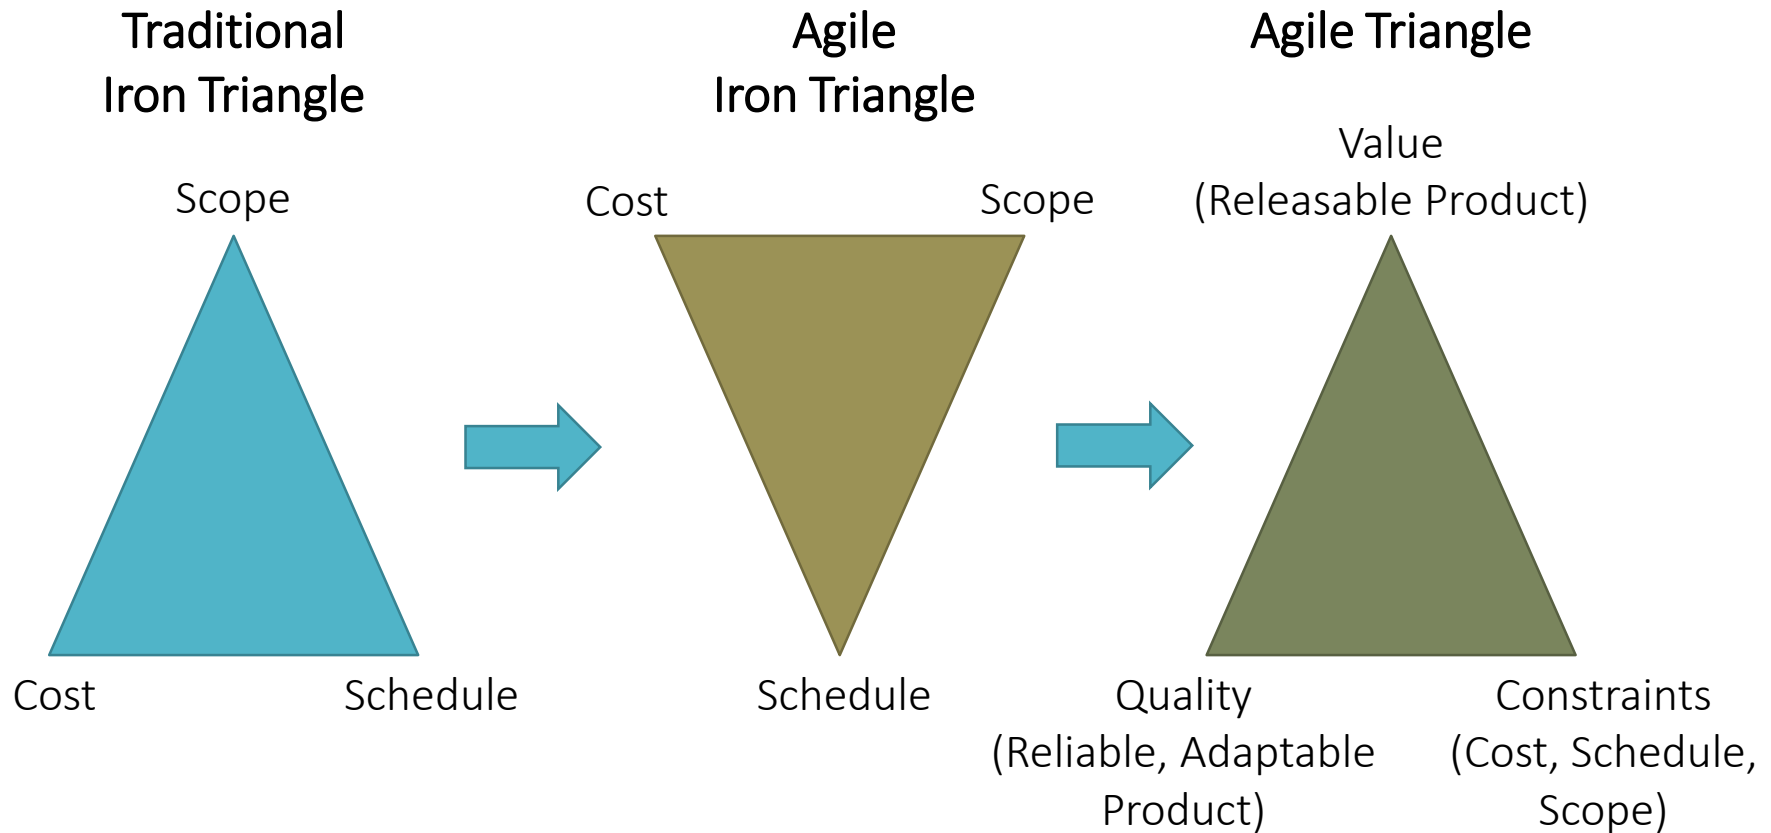 Traditional
Iron Triangle
Scope
Cost
Schedule
Agile
Iron Triangle
Cost
Scope
Schedule
Agile Triangle
Value
(Releasable Product)
Quality
(Reliable, Adaptable
Product)
Constraints
(Cost, Schedule,
Scope)